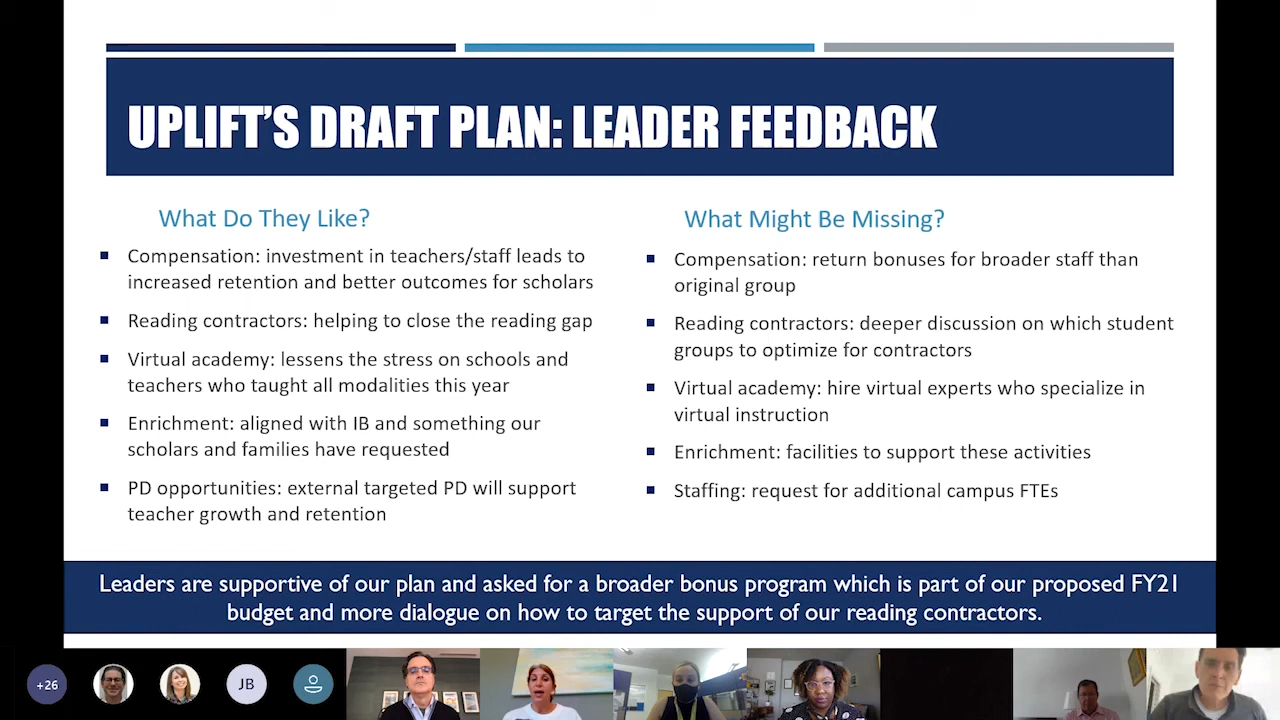 UPLIFT'S DRAFT PLAN: LEADER FEEDBACK
What Do They Like?
Compensation: investment in teachers/staff leads to
increased retention and better outcomes for scholars
Reading contractors: helping to close the reading gap
Virtual academy: lessens the stress on schools and
teachers who taught all modalities this year
Enrichment: aligned with IB and something our
scholars and families have requested
PD opportunities: external targeted PD will support
teacher growth and retention
What Might Be Missing?
Compensation: return bonuses for broader staff than
original group
Reading contractors: deeper discussion on which student
groups to optimize for contractors
Virtual academy: hire virtual experts who specialize in
virtual instruction
Enrichment: facilities to support these activities
Staffing: request for additional campus FTEs
Leaders are supportive of our plan and asked for a broader bonus program which is part of our proposed FY21
budget and more dialogue on how to target the support of our reading contractors.
+26
JB